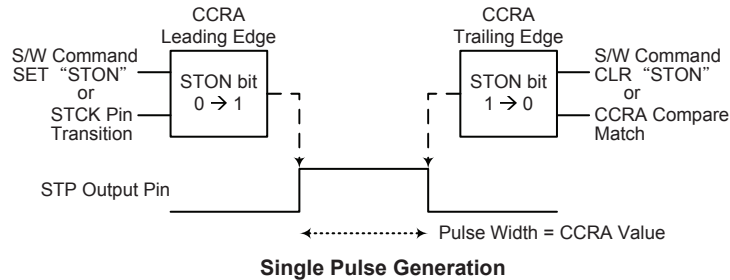 CCRA
Leading Edge
S/W Command
SET “STON”
or
STCK Pin
Transition
STON bit
0 → 1
CCRA
Trailing Edge
STON bit
1 → 0
S/W Command
CLR “STON”
or
CCRA Compare
Match
STP Output Pin
Pulse Width = CCRA Value
Single Pulse Generation